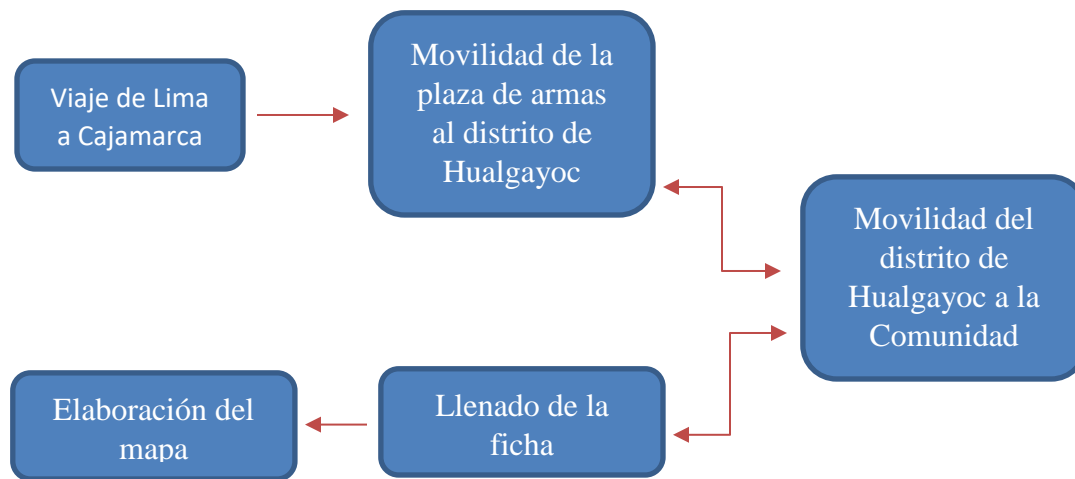 Viaje de Lima
a Cajamarca
Movilidad de la
plaza de armas
al distrito de
Hualgayoc
Movilidad del
distrito de
Hualgayoc a la
Comunidad
Llenado de la
ficha
Elaboración del
mapa